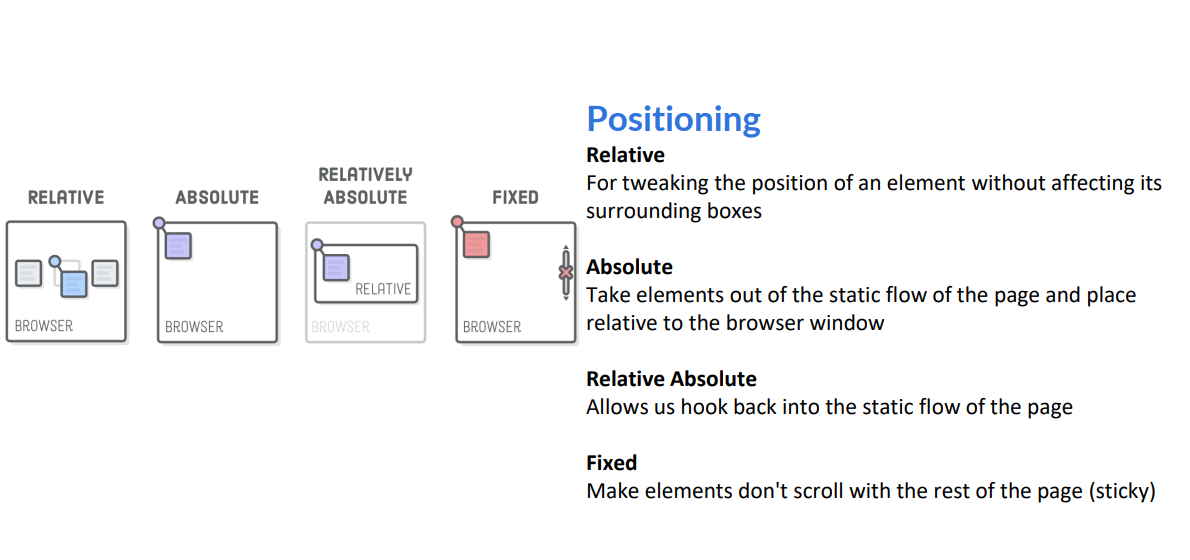 RELATIVE
ABSOLUTE
RELATIVELY
ABSOLUTE
FIXED
BROWSER
BROWSER
RELATIVE
BROWSER
BROWSER
Positioning
Relative
For tweaking the position of an element without affecting its
surrounding boxes
Absolute
Take elements out of the static flow of the page and place
relative to the browser window
Relative Absolute
Allows us hook back into the static flow of the page
Fixed
Make elements don't scroll with the rest of the page (sticky)